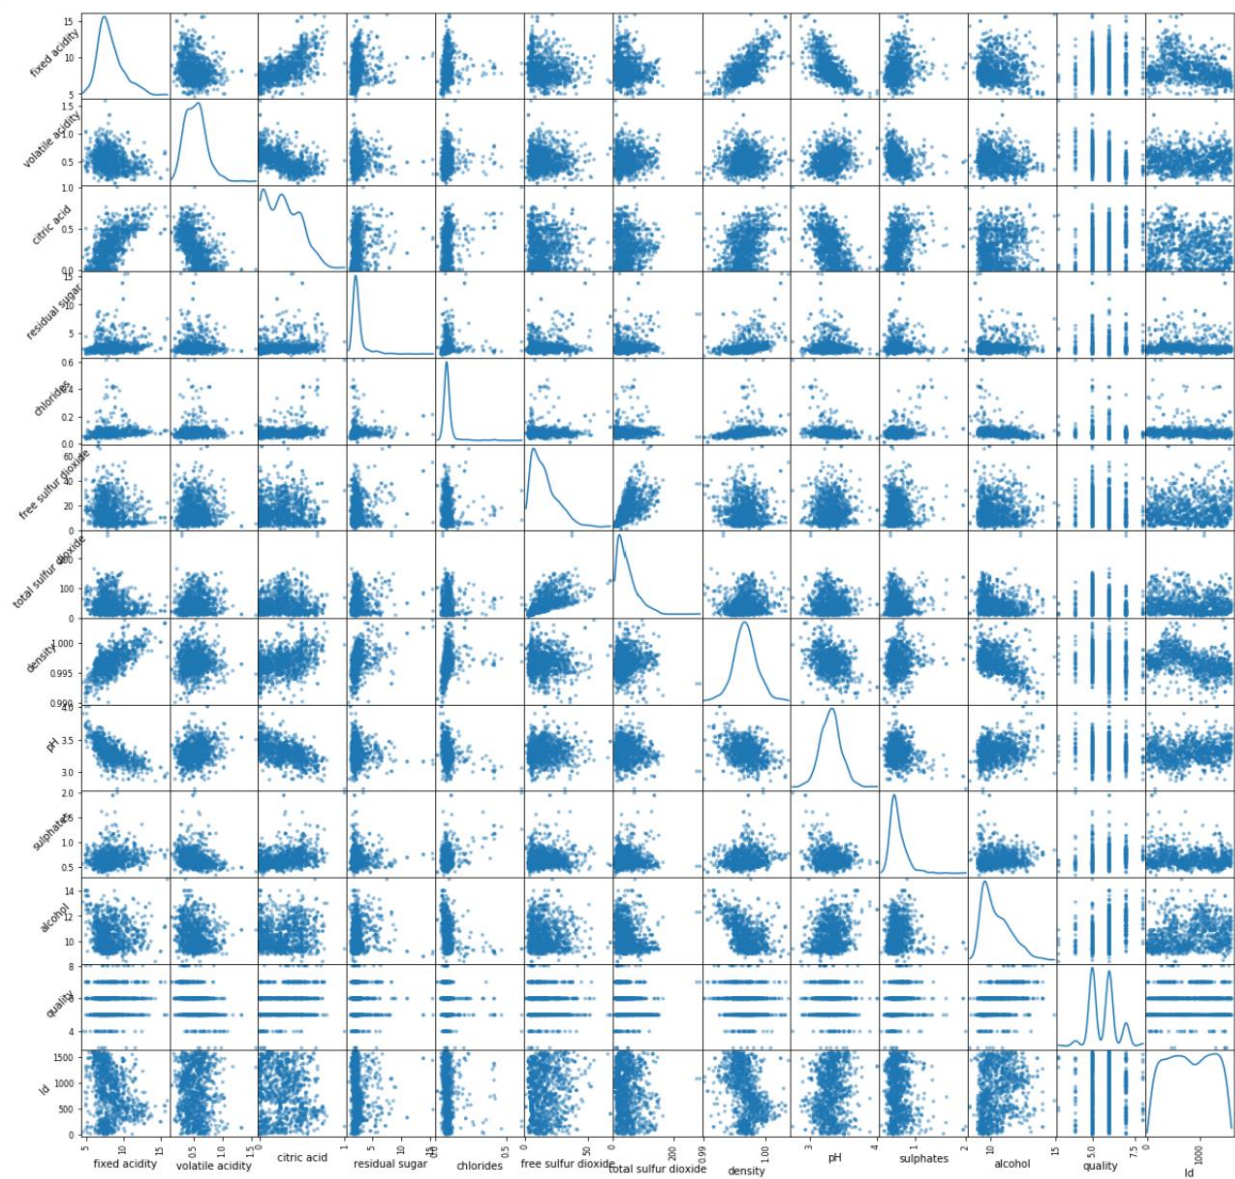 fixed acidity
15
10
5
volatile acidity
1.5
1.0
0.5
citric acid
1.0
0.5
0.0
residual sugar
15
10
5
chlorides
0.6
0.4
0.2
0.0
free sulfur dioxide
60
40
20
0
total sulfur dioxide
100
50
0
density
1.000
0.995
0.990
pH
4.0
3.5
3.0
sulphates
2.0
1.5
1.0
0.5
alcohol
14
12
10
quality
8
6
4
Id
1500
1000
500
0
5 10 15 0.5 1.0 1.5 0 1 5 10 15 0.5 0 50 0 200 0.99 1.00 3 4 1 2 10 15 5.0 7.5 0 1000
fixed acidity volatile acidity citric acid residual sugar chlorides free sulfur dioxide total sulfur dioxide density pH sulphates alcohol quality Id